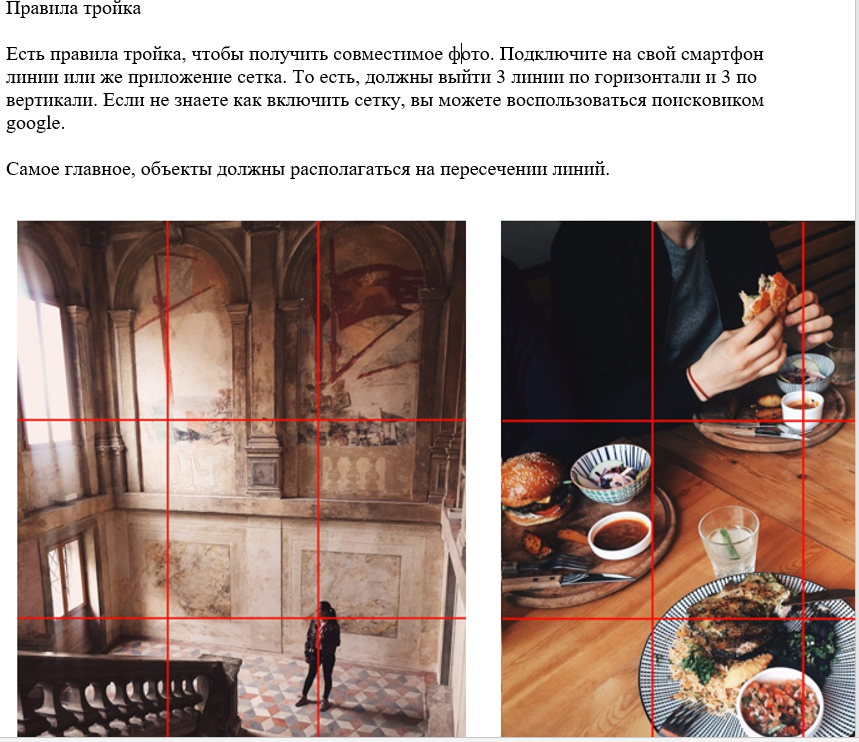 Правила тройка
Есть правила тройка, чтобы получить совместимое фото. Подключите на свой смартфон
линии или же приложение сетка. То есть, должны выйти 3 линии по горизонтали и 3 по
вертикали. Если не знаете как включить сетку, вы можете воспользоваться поисковиком
google.
Самое главное, объекты должны располагаться на пересечении линий.